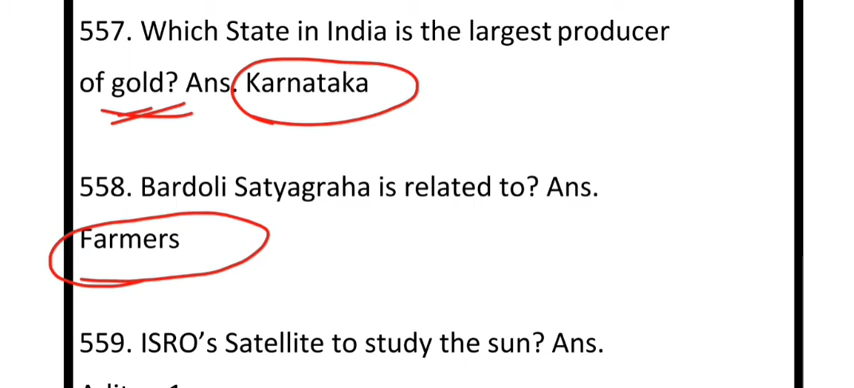 557. Which State in India is the largest producer
of gold? Ans. Karnataka
558. Bardoli Satyagraha is related to? Ans.
Farmers
559. ISRO's Satellite to study the sun? Ans.